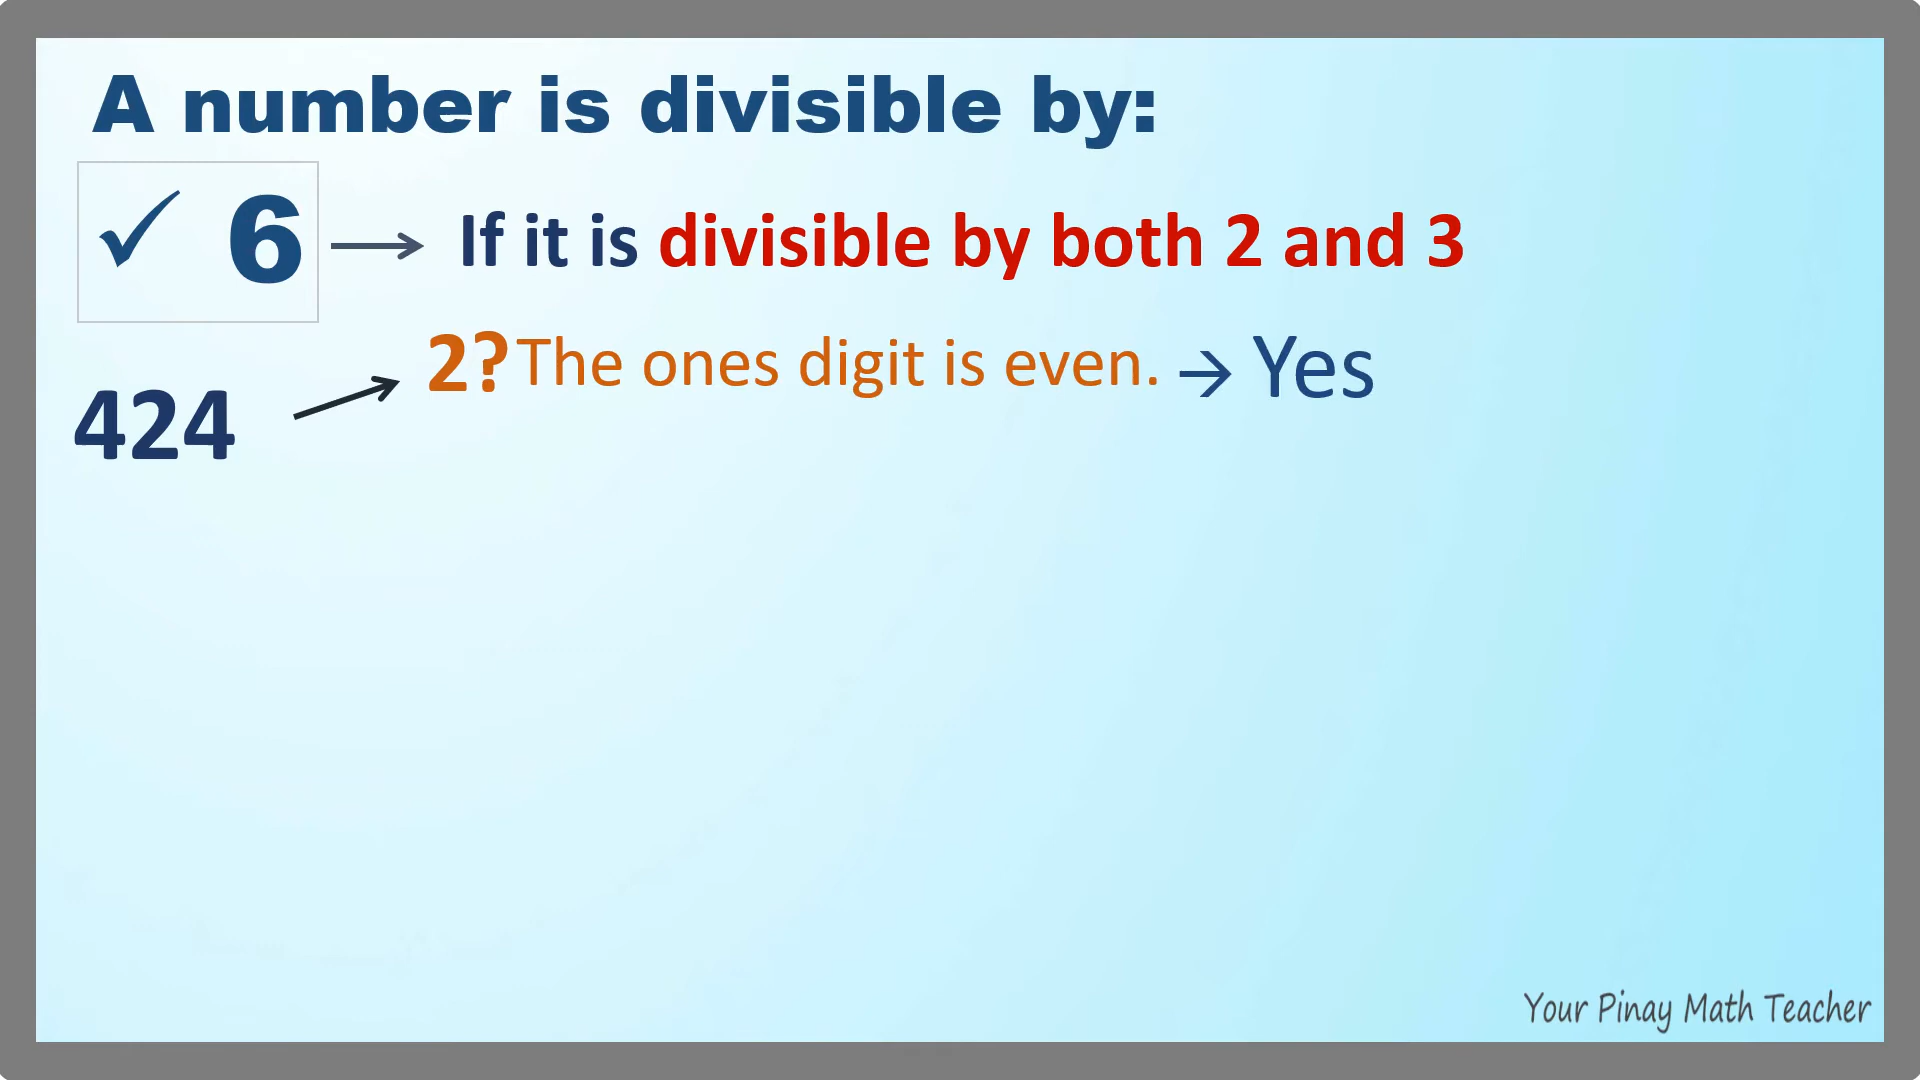 A number is divisible by:
✓ 6 → If it is divisible by both 2 and 3
2? The ones digit is even. → Yes
424
Your Pinay Math Teacher